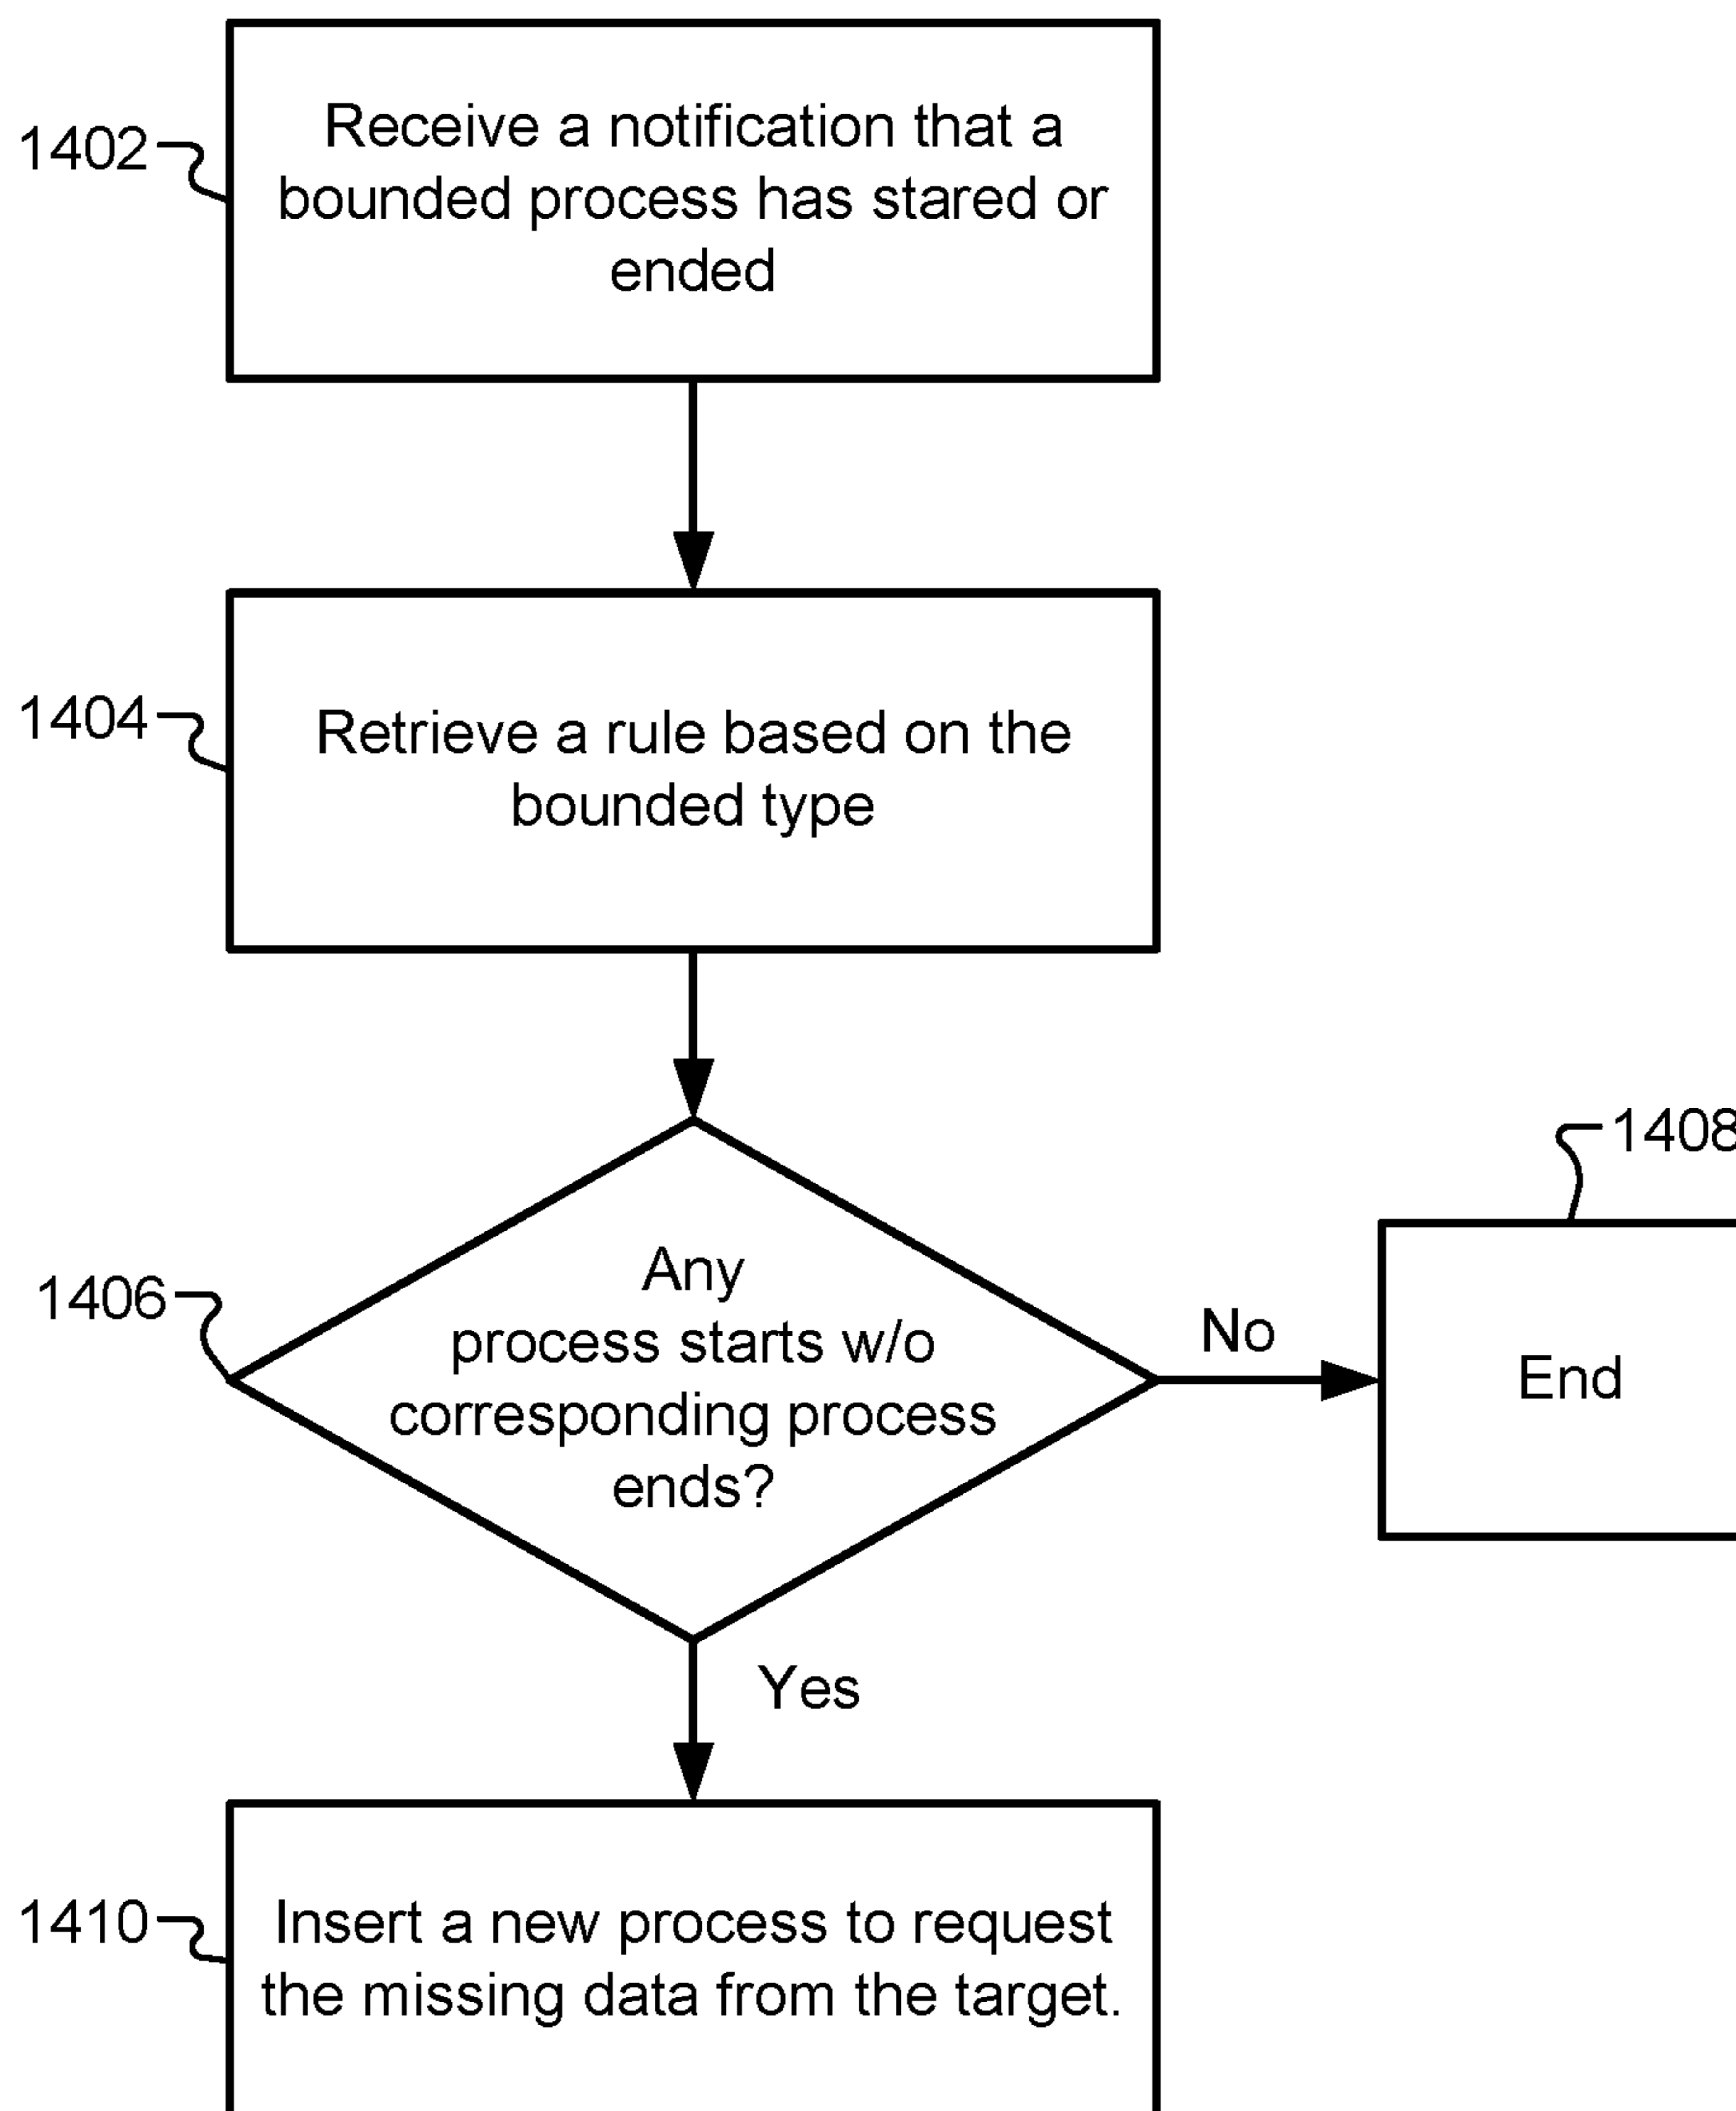 1402
Receive a notification that a
bounded process has stared or
ended
1404
Retrieve a rule based on the
bounded type
1406
Any
process starts w/o
corresponding process
ends?
No
1408
End
Yes
1410
Insert a new process to request
the missing data from the target.